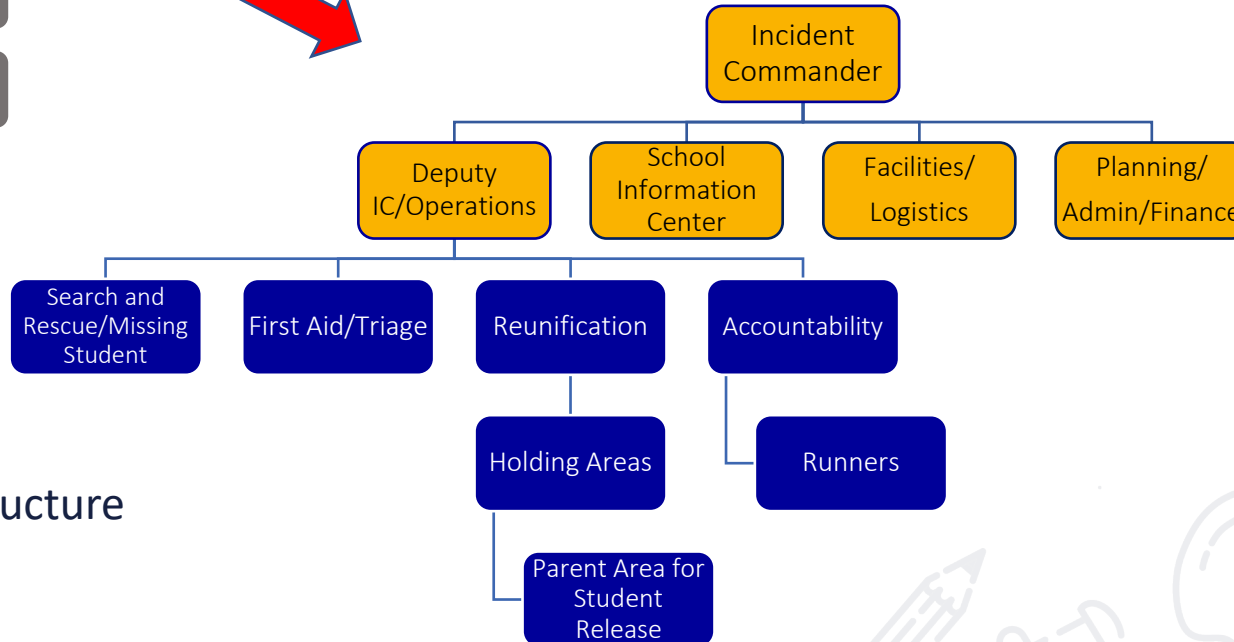 Incident
Commander
Deputy
IC/Operations
School
Information
Center
Facilities/
Logistics
Planning/
Admin/Finance
Search and
Rescue/Missing
Student
First Aid/Triage
Reunification
Accountability
Holding Areas
Runners
ucture
Parent Area for
Student
Release